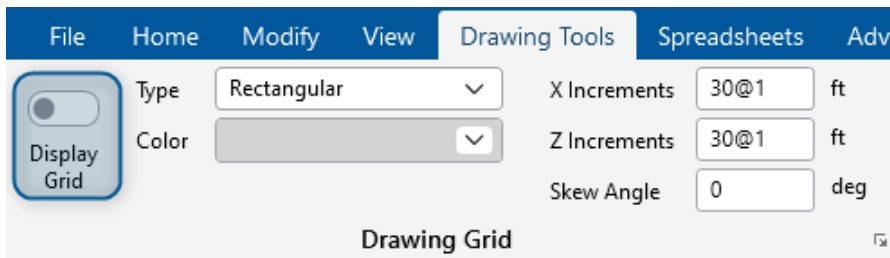 File Home Modify View Drawing Tools Spreadsheets Adv
Type Rectangular X Increments 30@1 ft
Color Z Increments 30@1 ft
Display
Grid
Skew Angle 0 deg
Drawing Grid